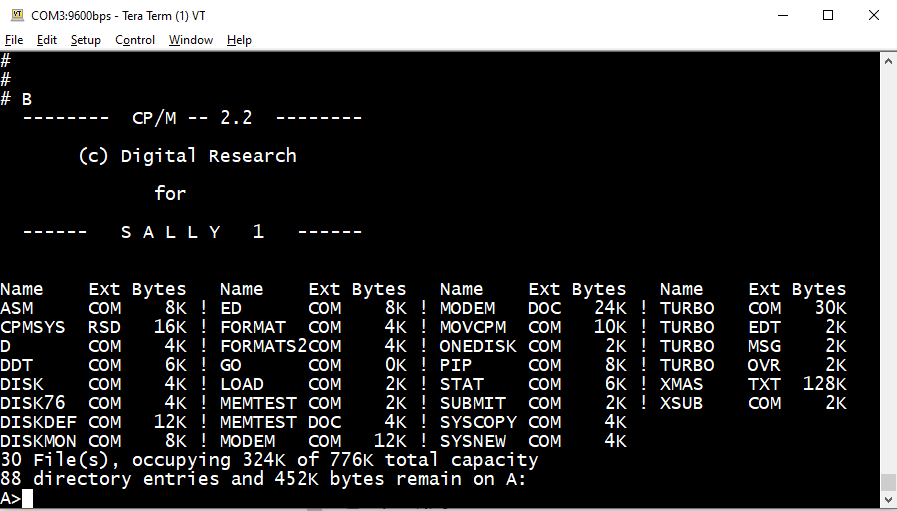 COM3:9600bps - Tera Term (1) VT
File Edit Setup Control Window Help
#
#
# B
-------- CP/M -- 2.2 --------
(c) Digital Research
for
------ S A L L Y 1 ------
Name Ext Bytes Name Ext Bytes Name Ext Bytes Name Ext Bytes
ASM COM 8K ! ED COM 8K ! MODEM DOC 24K ! TURBO COM 30K
CPMSYS RSD 16K ! FORMAT COM 4K ! MOVCPM COM 10K ! TURBO EDT 2K
D COM 4K ! FORMATS2COM 4K ! ONEDISK COM 2K ! TURBO MSG 2K
DDT COM 6K ! GO COM 0K ! PIP COM 8K ! TURBO OVR 2K
DISK COM 4K ! LOAD COM 2K ! STAT COM 6K ! XMAS TXT 128K
DISK76 COM 4K ! MEMTEST COM 2K ! SUBMIT COM 2K ! XSUB COM 2K
DISKDEF COM 12K ! MEMTEST DOC 4K ! SYSCOPY COM 4K
DISKMON COM 8K ! MODEM COM 12K ! SYSNEW COM 4K
30 File(s), occupying 324K of 776K total capacity
88 directory entries and 452K bytes remain on A:
A>